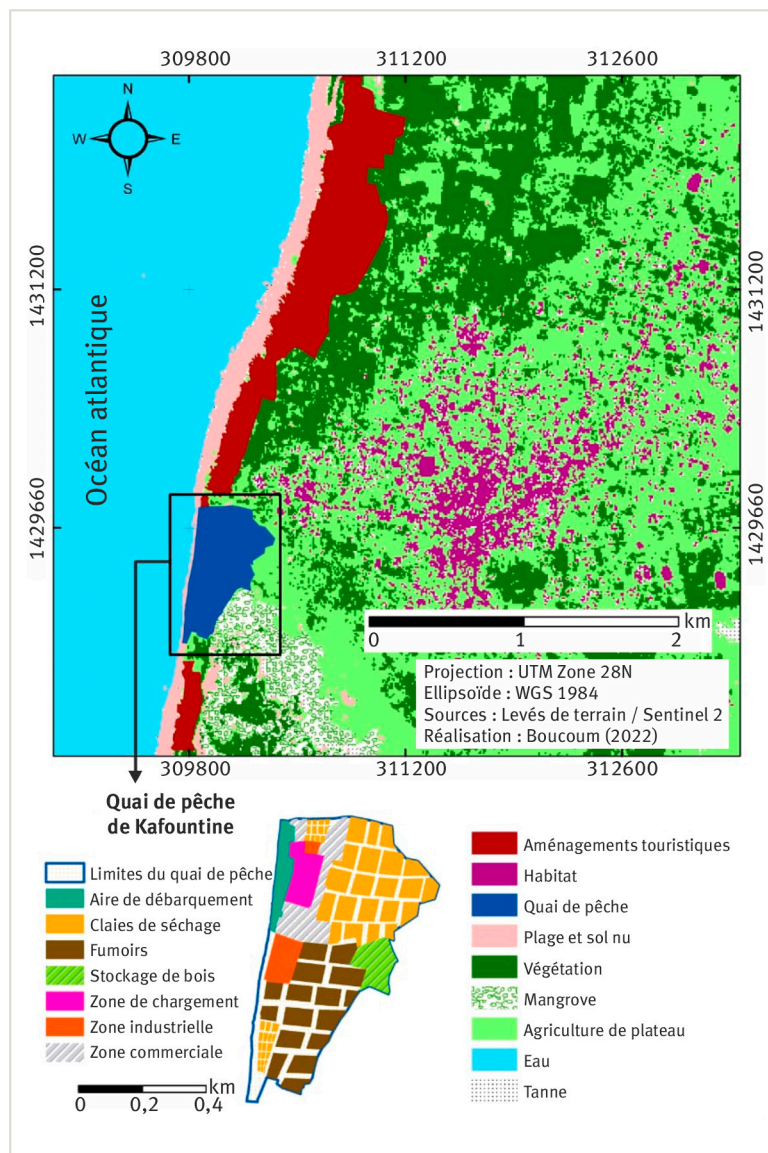 309800 311200 312600
N
W E
S
1431200
1431200
Océan atlantique
1429660
1429660
km
0 1 2
Projection : UTM Zone 28N
Ellipsoïde : WGS 1984
Sources : Levés de terrain / Sentinel 2
Réalisation : Boucoum (2022)
309800 311200 312600
Quai de pêche
de Kafountine
Limites du quai de pêche
Aire de débarquement
Claies de séchage
Fumoirs
Stockage de bois
Zone de chargement
Zone industrielle
Zone commerciale
km
0 0,2 0,4
Aménagements touristiques
Habitat
Quai de pêche
Plage et sol nu
Végétation
Mangrove
Agriculture de plateau
Eau
Tanne